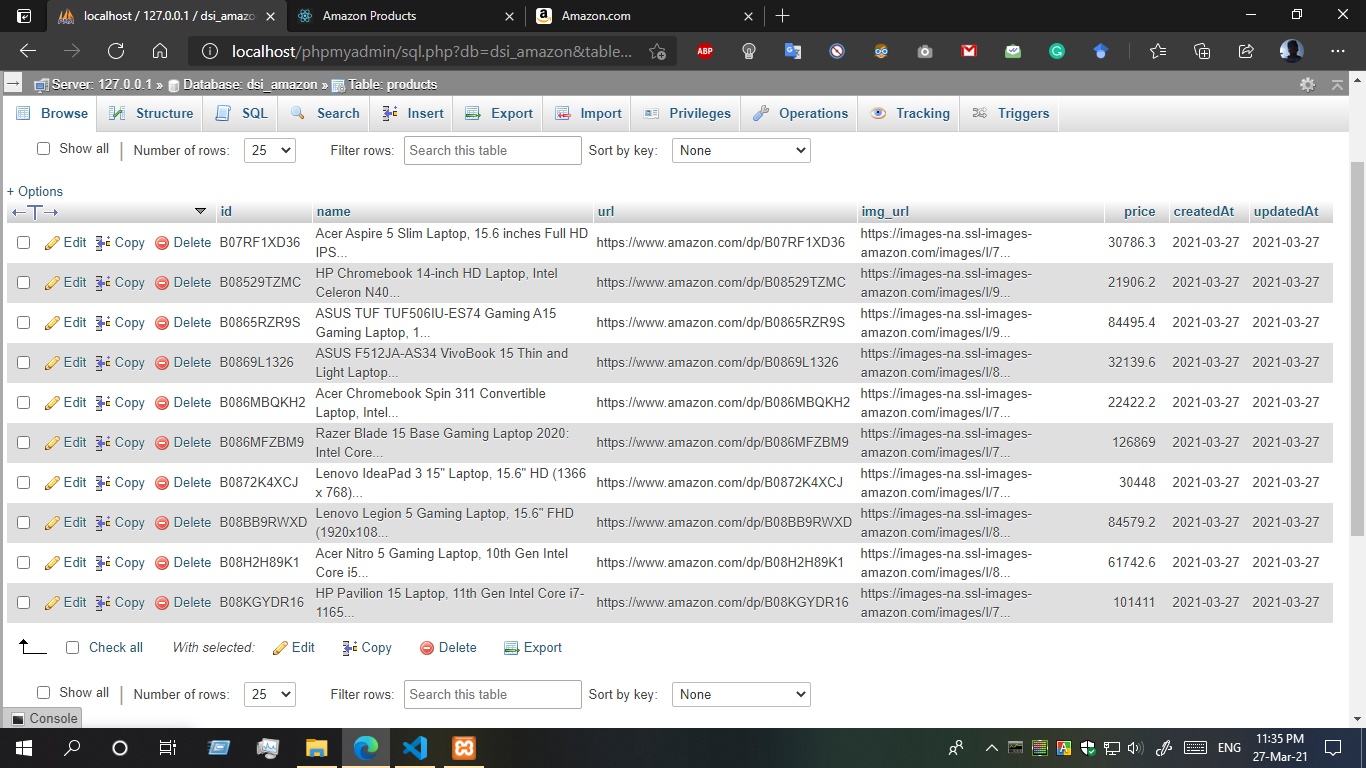 localhost / 127.0.0.1 / dsi_amazo
Amazon Products
Amazon.com
localhost/phpmyadmin/sql.php?db=dsi_amazon&table...
ABP
Server: 127.0.0.1 » Database: dsi_amazon » Table: products
Browse Structure SQL Search Insert Export Import Privileges Operations Tracking Triggers
Show all | Number of rows: 25 Filter rows: Search this table Sort by key: None
+ Options
id name url img_url price createdAt updatedAt
Edit Copy Delete B07RF1XD36 Acer Aspire 5 Slim Laptop, 15.6 inches Full HD https://www.amazon.com/dp/B07RF1XD36 https://images-na.ssl-images- 30786.3 2021-03-27 2021-03-27
IPS... amazon.com/images/I/7...
Edit Copy Delete B08529TZMC HP Chromebook 14-inch HD Laptop, Intel https://www.amazon.com/dp/B08529TZMC https://images-na.ssl-images- 21906.2 2021-03-27 2021-03-27
Celeron N40... amazon.com/images/I/9...
Edit Copy Delete B0865RZR9S ASUS TUF TUF506IU-ES74 Gaming A15 https://www.amazon.com/dp/B0865RZR9S https://images-na.ssl-images- 84495.4 2021-03-27 2021-03-27
Gaming Laptop, 1... amazon.com/images/I/9...
Edit Copy Delete B0869L1326 ASUS F512JA-AS34 VivoBook 15 Thin and https://www.amazon.com/dp/B0869L1326 https://images-na.ssl-images- 32139.6 2021-03-27 2021-03-27
Light Laptop... amazon.com/images/I/8...
Edit Copy Delete B086MBQKH2 Acer Chromebook Spin 311 Convertible https://www.amazon.com/dp/B086MBQKH2 https://images-na.ssl-images- 22422.2 2021-03-27 2021-03-27
Laptop, Intel... amazon.com/images/I/7...
Edit Copy Delete B086MFZBM9 Razer Blade 15 Base Gaming Laptop 2020: https://www.amazon.com/dp/B086MFZBM9 https://images-na.ssl-images- 126869 2021-03-27 2021-03-27
Intel Core... amazon.com/images/I/7...
Edit Copy Delete B0872K4XCJ Lenovo IdeaPad 3 15" Laptop, 15.6" HD (1366 https://www.amazon.com/dp/B0872K4XCJ https://images-na.ssl-images- 30448 2021-03-27 2021-03-27
x 768)... amazon.com/images/I/7...
Edit Copy Delete B08BB9RWXD Lenovo Legion 5 Gaming Laptop, 15.6" FHD https://www.amazon.com/dp/B08BB9RWXD https://images-na.ssl-images- 84579.2 2021-03-27 2021-03-27
(1920x108... amazon.com/images/I/8...
Edit Copy Delete B08H2H89K1 Acer Nitro 5 Gaming Laptop, 10th Gen Intel https://www.amazon.com/dp/B08H2H89K1 https://images-na.ssl-images- 61742.6 2021-03-27 2021-03-27
Core i5... amazon.com/images/I/8...
Edit Copy Delete B08KGYDR16 HP Pavilion 15 Laptop, 11th Gen Intel Core i7- https://www.amazon.com/dp/B08KGYDR16 https://images-na.ssl-images- 101411 2021-03-27 2021-03-27
1165... amazon.com/images/I/7...
Check all With selected: Edit Copy Delete Export
Show all | Number of rows: 25 Filter rows: Search this table Sort by key: None
Console
ENG
11:35 PM
27-Mar-21